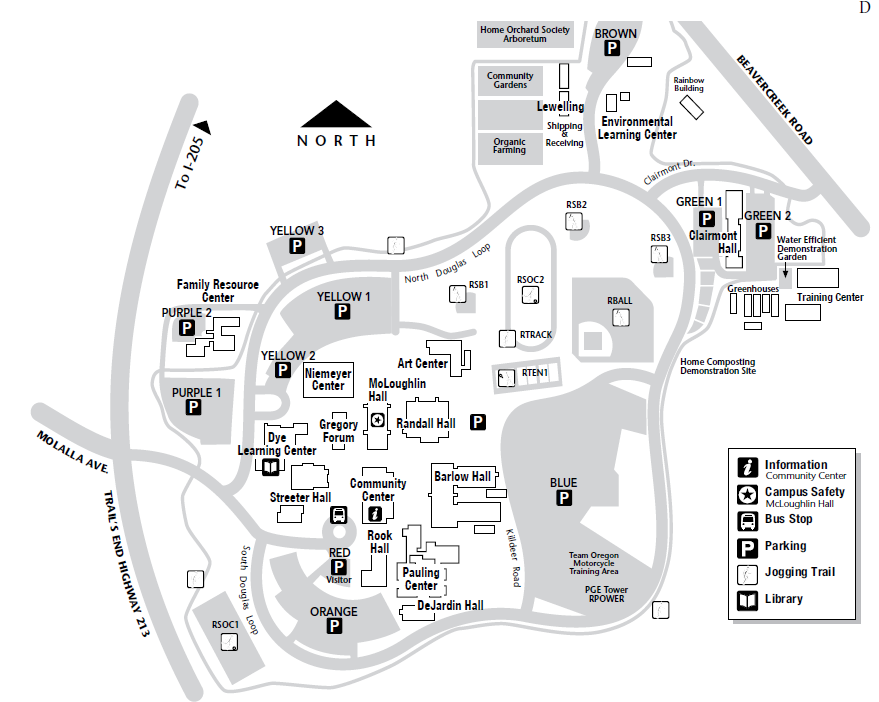 D
Home Orchard Society
Arboretum
BROWN
P
BEAVERCREEK ROAD
Community
Gardens
Rainbow
Building
Lewelling
Environmental
Learning Center
Shipping
&
Receiving
Organic
Farming
To I-205
NORTH
Clairmont Dr.
RSB2
GREEN 1
P
GREEN 2
P
Clairmont
Hall
YELLOW 3
P
RSB3
Water Efficient
Demonstration
Garden
North Douglas Loop
Family Resource
Center
RSOC2
RSB1
Greenhouses
Training Center
YELLOW 1
P
RBALL
PURPLE 2
P
RTRACK
YELLOW 2
P
Art Center
Home Composting
Demonstration Site
Niemeyer
Center
RTEN1
McLoughlin
Hall
PURPLE 1
P
Gregory
Forum
Randall Hall
P
Dye
Learning Center
MOLALLA AVE.
Barlow Hall
Community
Center
BLUE
P
Streeter Hall
i
TRAIL'S END HIGHWAY 213
Rook
Hall
Killdeer Road
RED
P
Visitor
South Douglas Loop
Pauling
Center
Team Oregon
Motorcycle
Training Area
PGE Tower
RPOWER
DeJardin Hall
ORANGE
P
RSOC1
i Information
Community Center
Campus Safety
McLoughlin Hall
Bus Stop
P Parking
Jogging Trail
Library